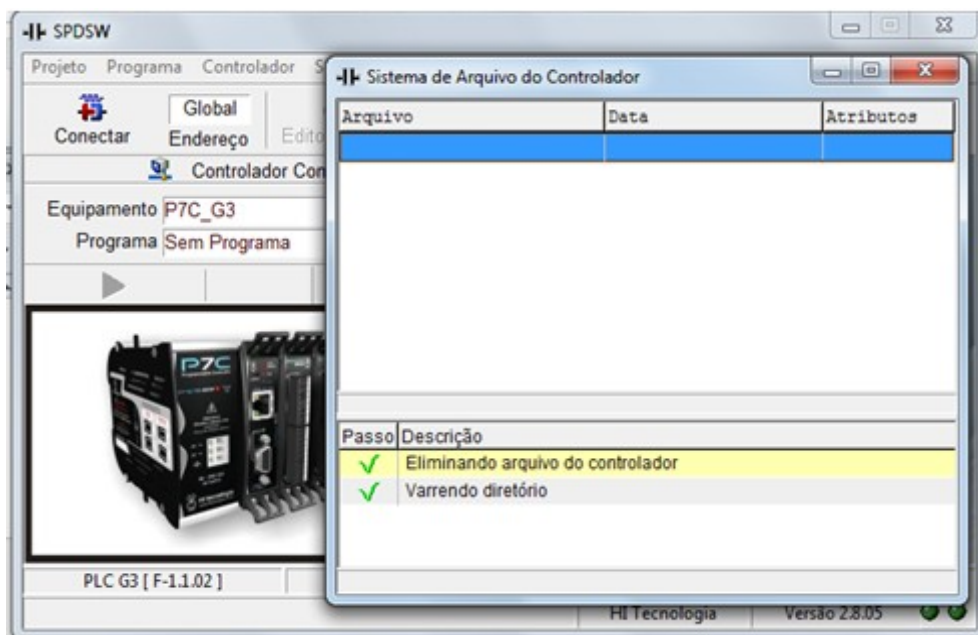 SPDSW
Projeto Programa Controlador S
Conectar
Global
Endereço
Edito
Controlador Con
Equipamento P7C_G3
Programa Sem Programa
P7C
PLC G3 [ F-1.1.02 ]
Sistema de Arquivo do Controlador
Arquivo Data Atributos
Passo Descrição
Eliminando arquivo do controlador
Varrendo diretório
HI Tecnologia Versão 2.8.05